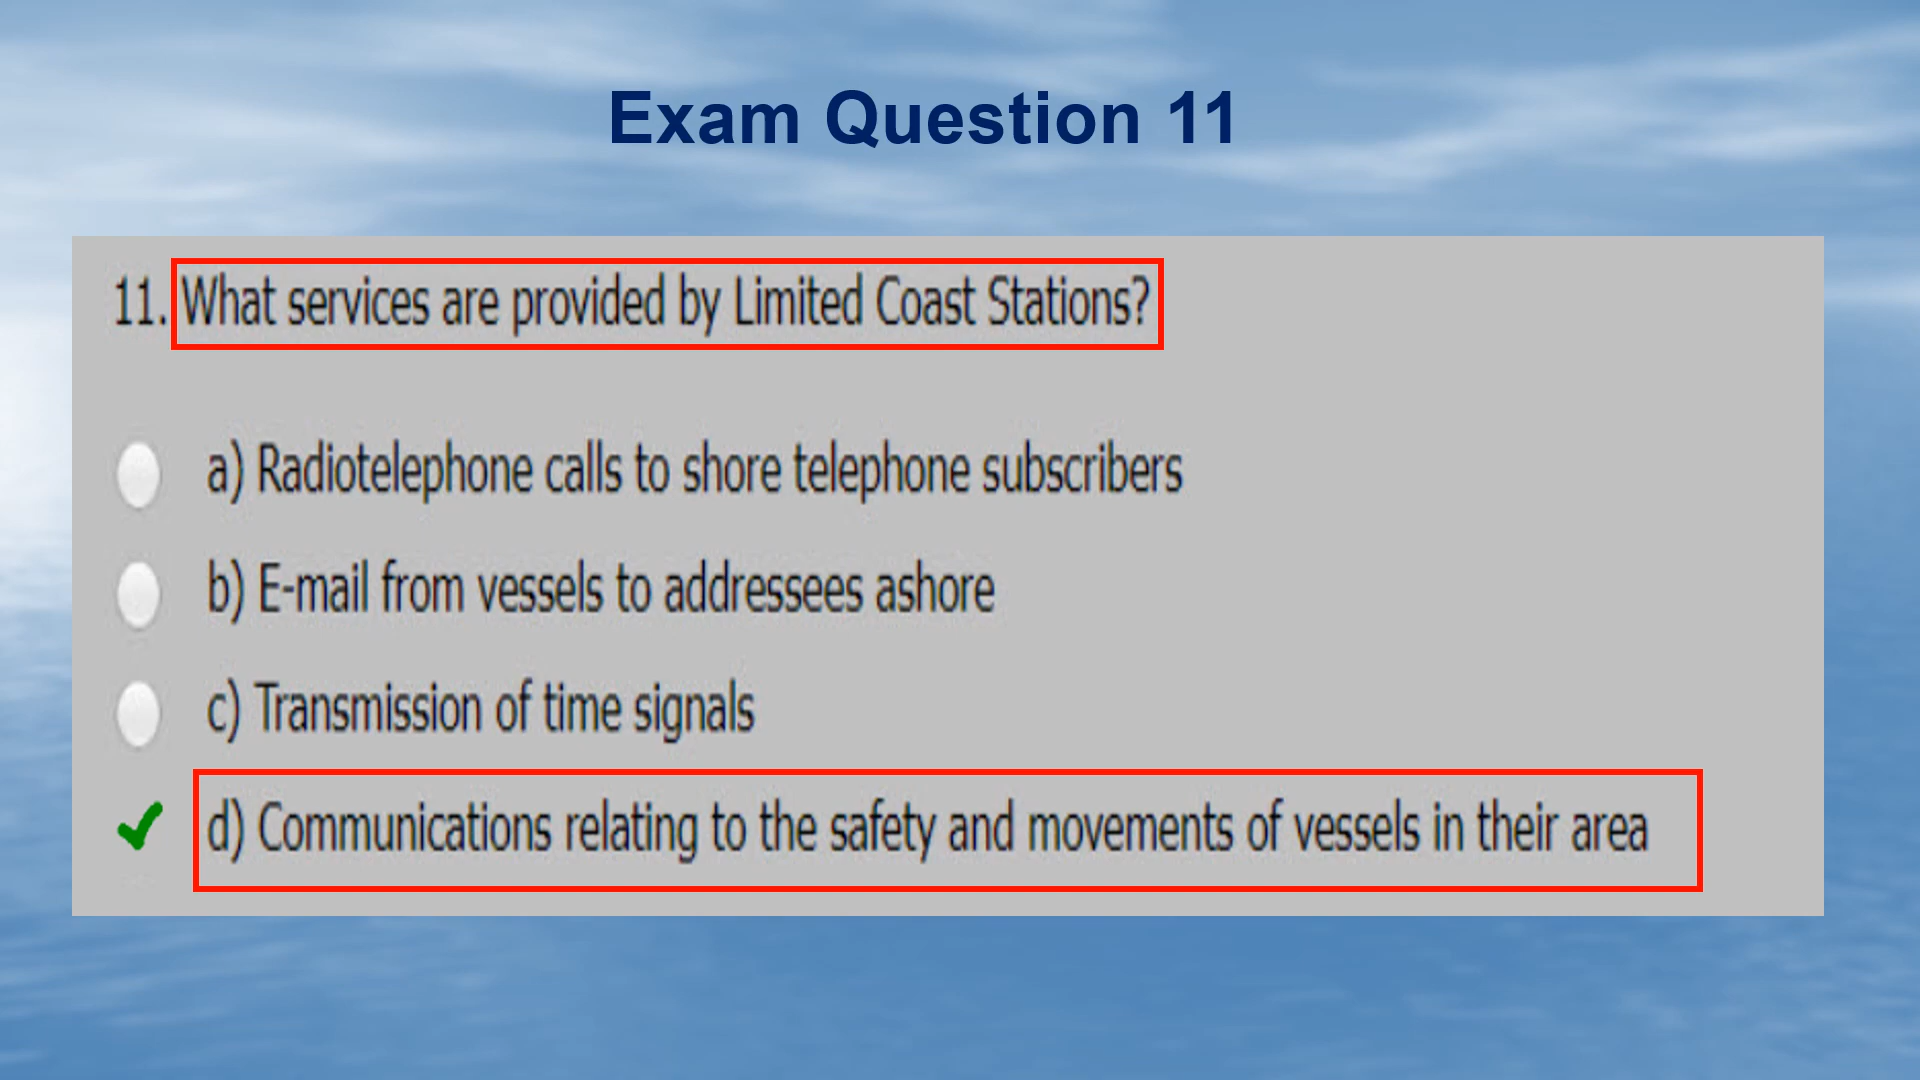 Exam Question 11
11. What services are provided by Limited Coast Stations?
a) Radiotelephone calls to shore telephone subscribers
b) E-mail from vessels to addressees ashore
c) Transmission of time signals
d) Communications relating to the safety and movements of vessels in their area